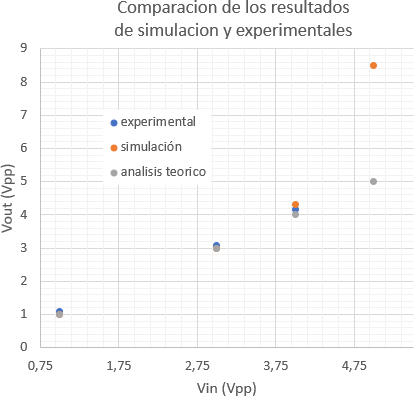 Comparacion de los resultados
de simulacion y experimentales
9
8
7
6
5
4
3
2
1
0
Vout (Vpp)
experimental
simulación
analisis teorico
0,75 1,75 2,75 3,75 4,75
Vin (Vpp)